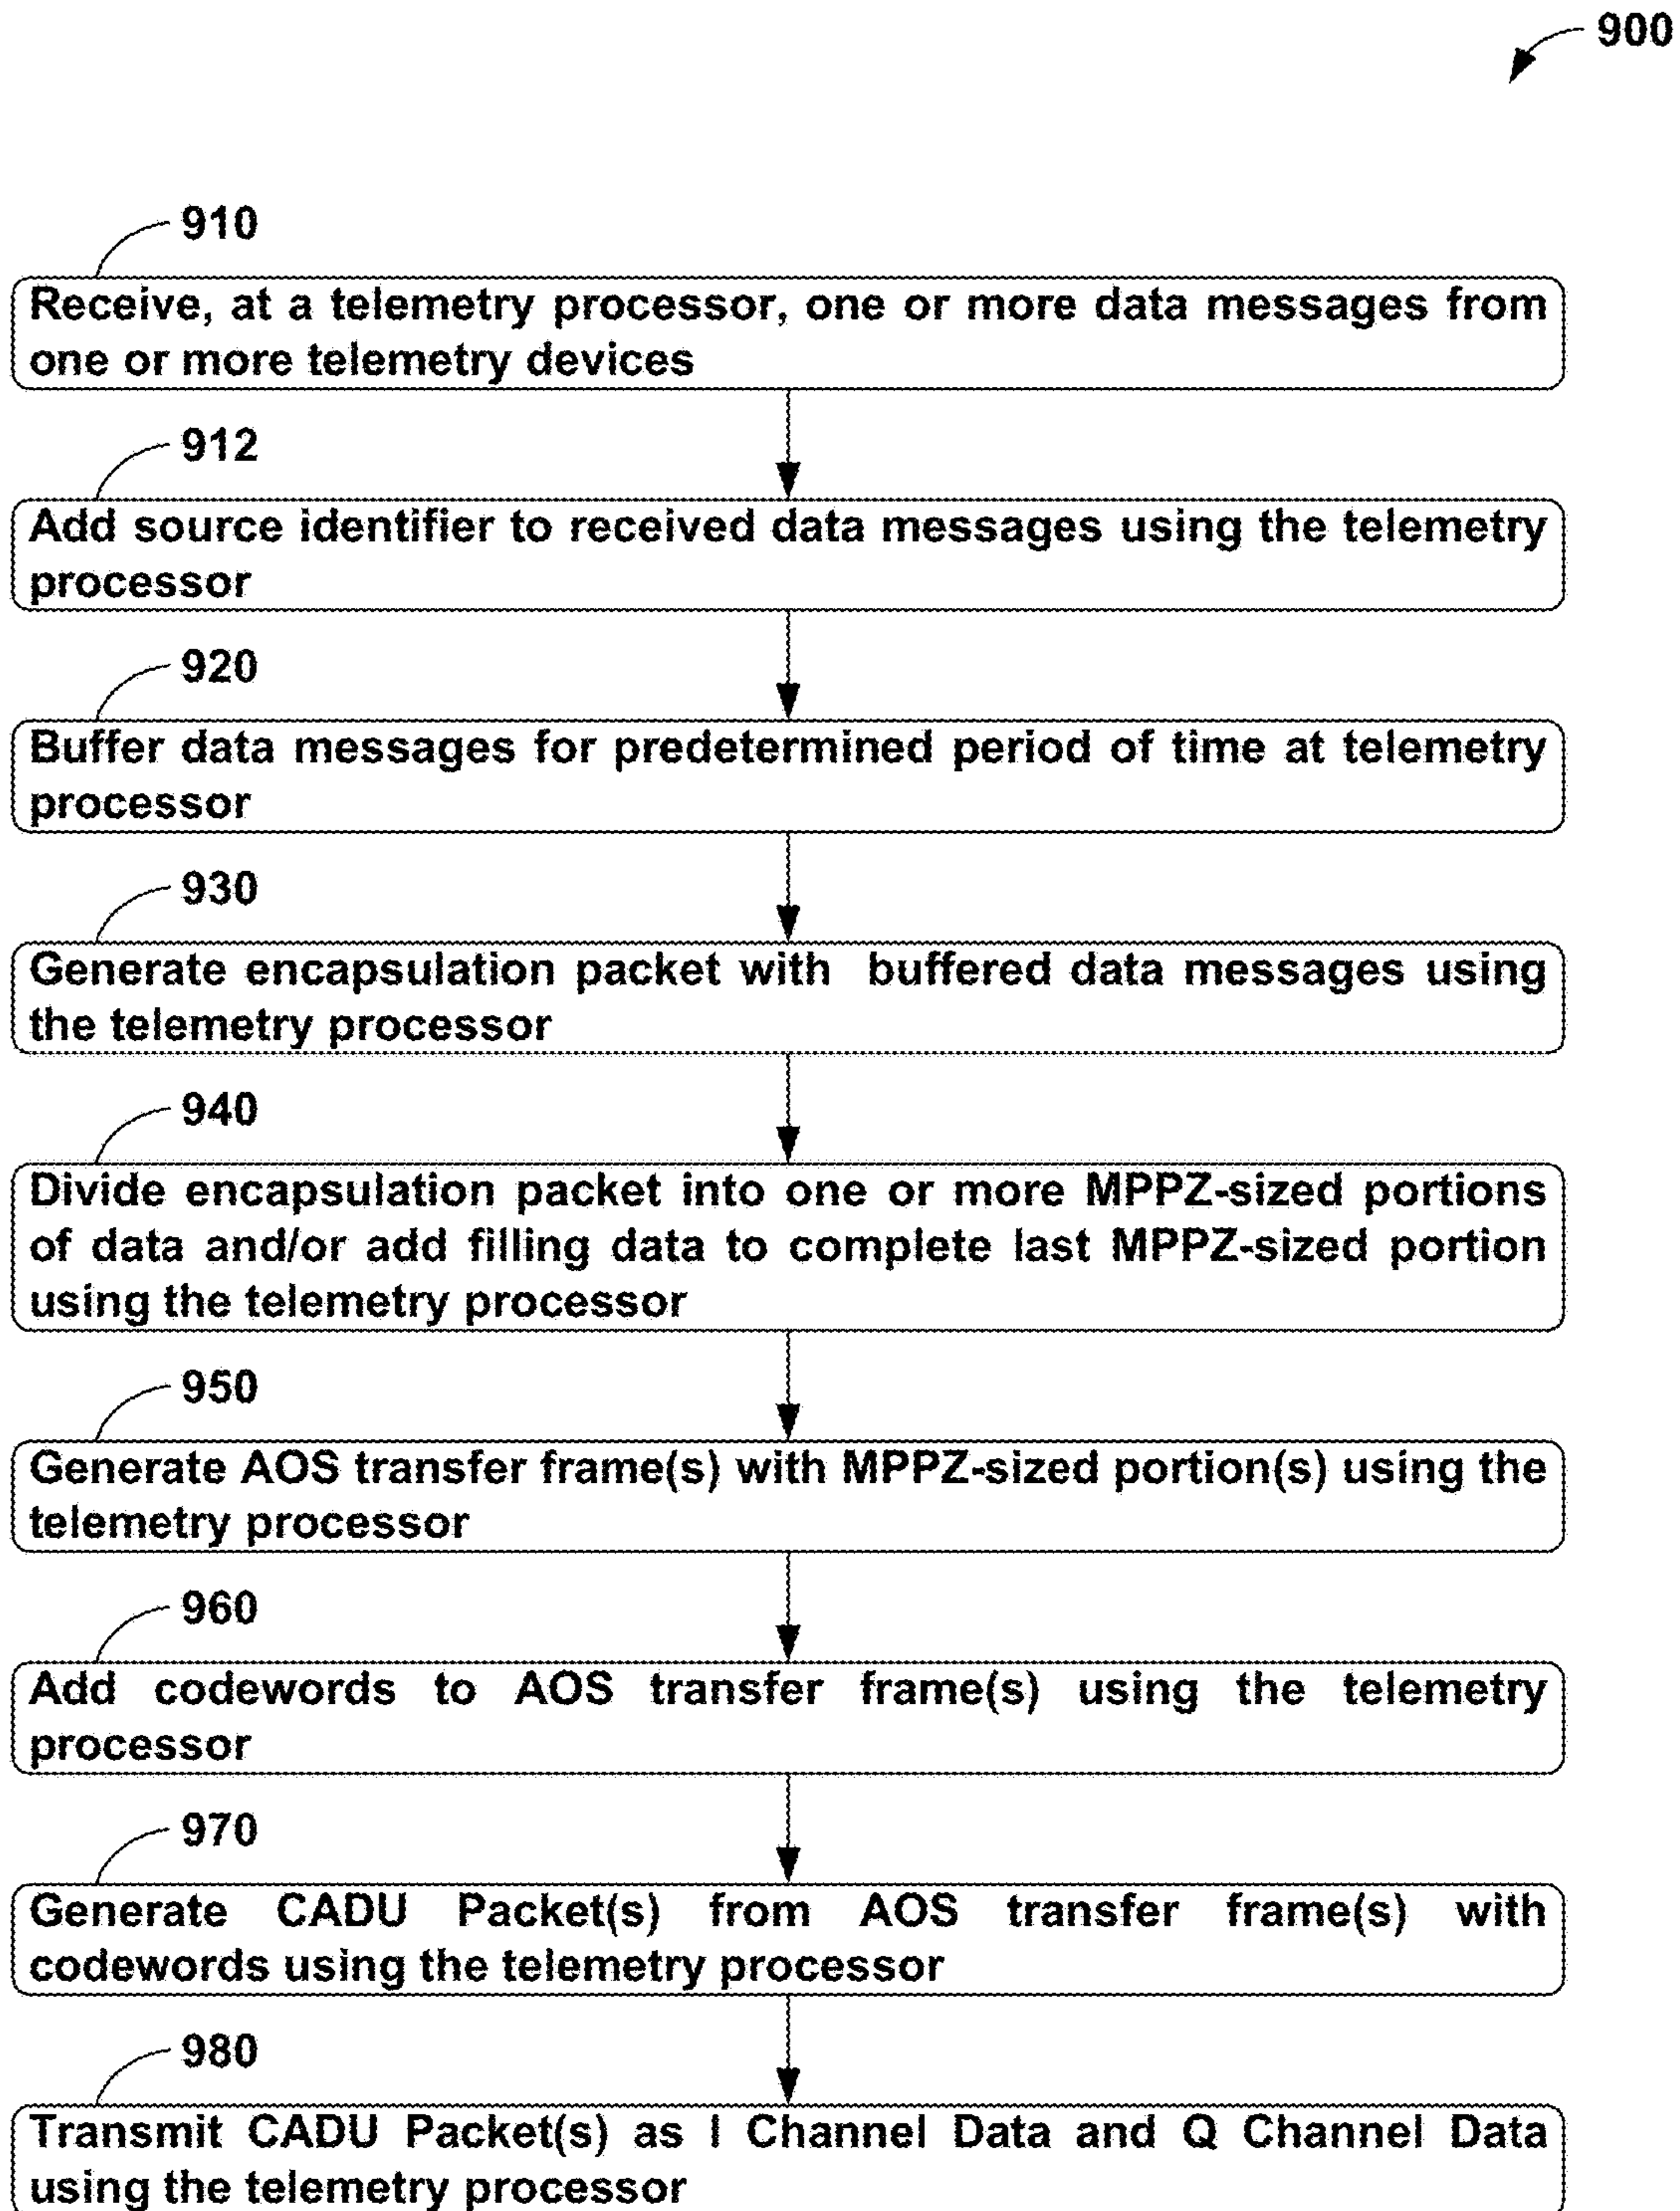 900
910
Receive, at a telemetry processor, one or more data messages from
one or more telemetry devices
912
Add source identifier to received data messages using the telemetry
processor
920
Buffer data messages for predetermined period of time at telemetry
processor
930
Generate encapsulation packet with buffered data messages using
the telemetry processor
940
Divide encapsulation packet into one or more MPPZ-sized portions
of data and/or add filling data to complete last MPPZ-sized portion
using the telemetry processor
950
Generate AOS transfer frame(s) with MPPZ-sized portion(s) using the
telemetry processor
960
Add codewords to AOS transfer frame(s) using the telemetry
processor
970
Generate CADU Packet(s) from AOS transfer frame(s) with
codewords using the telemetry processor
980
Transmit CADU Packet(s) as I Channel Data and Q Channel Data
using the telemetry processor